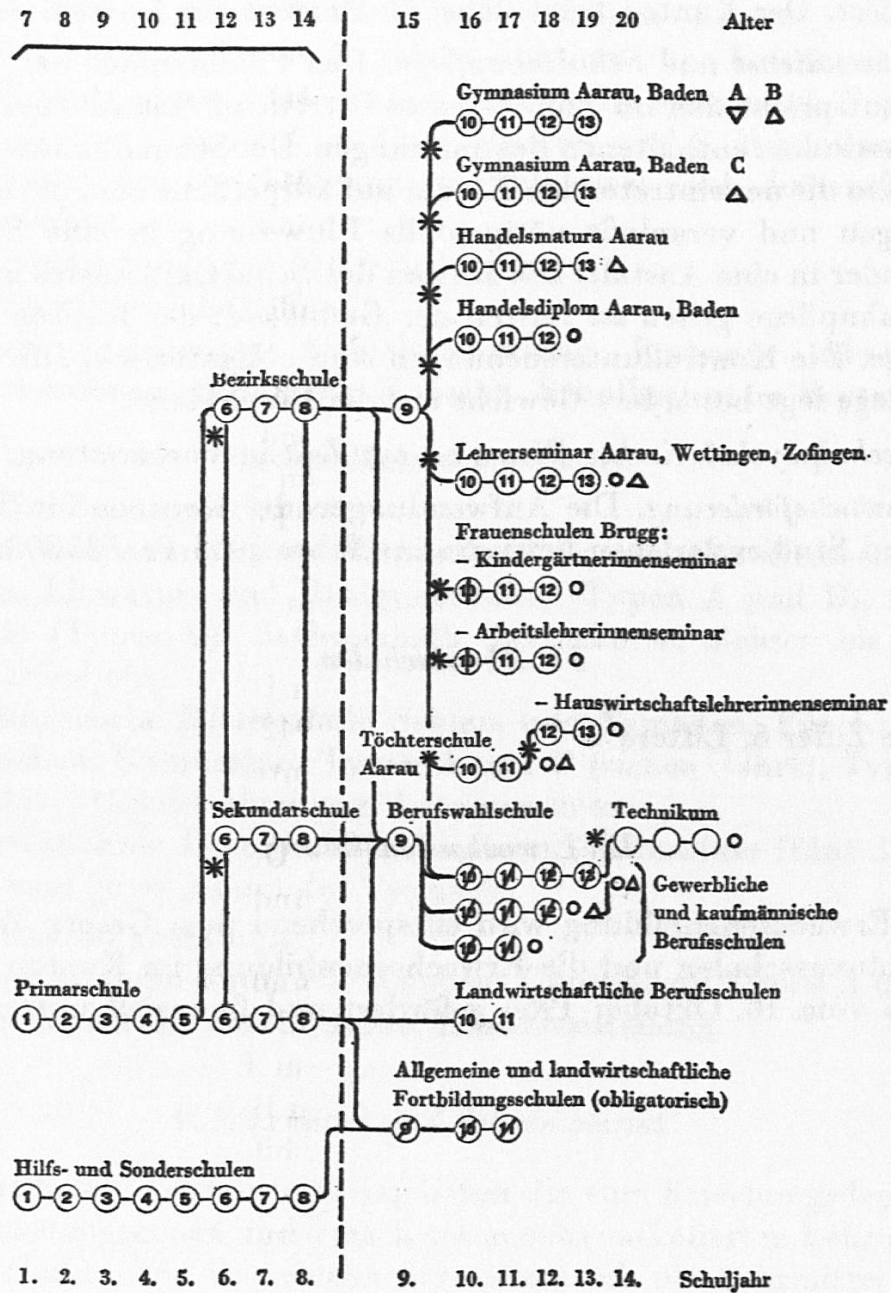 7 8 9 10 11 12 13 14 15 16 17 18 19 20 Alter
Gymnasium Aarau, Baden A B
10 11 12 13
Gymnasium Aarau, Baden C
10 11 12 13
Handelsmatura Aarau
10 11 12 13
Handelsdiplom Aarau, Baden
10 11 12
Bezirksschule
6 7 8 9
Lehrerseminar Aarau, Wettingen, Zofingen.
10 11 12 13
Frauenschulen Brugg:
– Kindergärtnerinnenseminar
10 11 12
– Arbeitslehrerinnenseminar
10 11 12
– Hauswirtschaftslehrerinnenseminar
12 13
Töchterschule
Aarau
10 11
Sekundarschule Berufswahlschule Technikum
6 7 8 9
10 11 12 13
Gewerbliche
10 11 12
und kaufmännische
Berufsschulen
10 11
Primarschule
Landwirtschaftliche Berufsschulen
1 2 3 4 5 6 7 8 10 11
Allgemeine und landwirtschaftliche
Fortbildungsschulen (obligatorisch)
9 10 11
Hilfs- und Sonderschulen
1 2 3 4 5 6 7 8
1. 2. 3. 4. 5. 6. 7. 8. 9. 10. 11. 12. 13. 14. Schuljahr